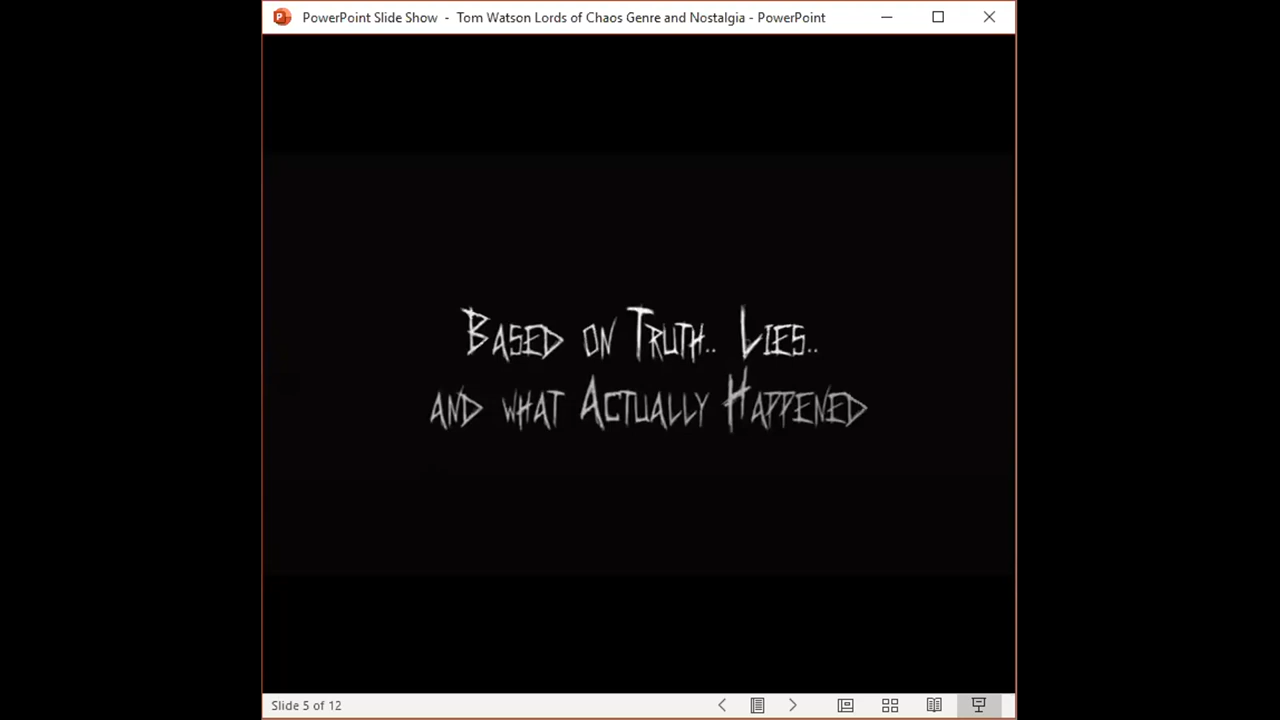 PowerPoint Slide Show - Tom Watson Lords of Chaos Genre and Nostalgia - PowerPoint
BASED ON TRUTH.. LIES..
AND WHAT ACTUALLY HAPPENED
Slide 5 of 12